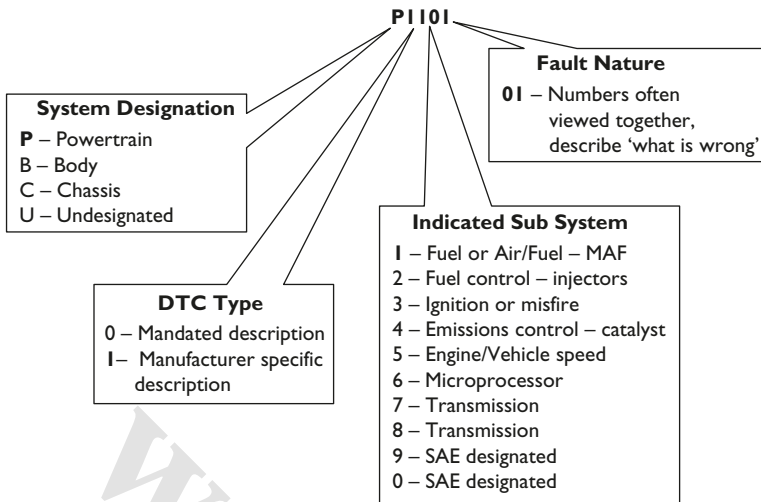 P1101
Fault Nature
01 – Numbers often
viewed together,
describe ‘what is wrong’
System Designation
P – Powertrain
B – Body
C – Chassis
U – Undesignated
Indicated Sub System
1 – Fuel or Air/Fuel – MAF
2 – Fuel control – injectors
3 – Ignition or misfire
4 – Emissions control – catalyst
5 – Engine/Vehicle speed
6 – Microprocessor
7 – Transmission
8 – Transmission
9 – SAE designated
0 – SAE designated
DTC Type
0 – Mandated description
1– Manufacturer specific
description
W